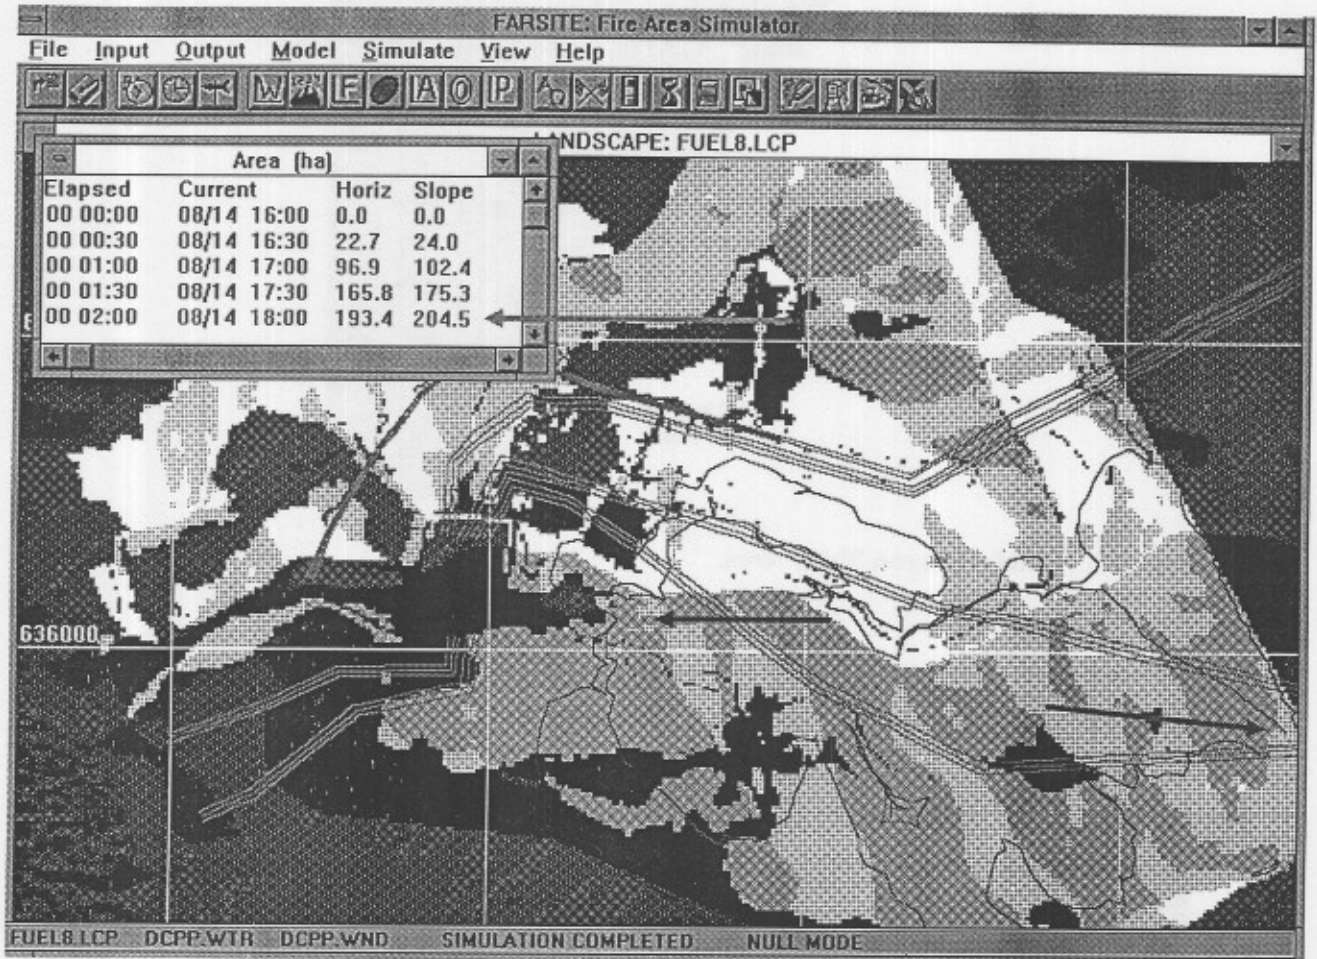 FARSITE: Fire Area Simulator
File Input Output Model Simulate View Help
W LF IA O IP
LANDSCAPE: FUEL8.LCP
Area (ha)
Elapsed Current Horiz Slope
00 00:00 08/14 16:00 0.0 0.0
00 00:30 08/14 16:30 22.7 24.0
00 01:00 08/14 17:00 96.9 102.4
00 01:30 08/14 17:30 165.8 175.3
00 02:00 08/14 18:00 193.4 204.5
636000
FUEL8.LCP DCPP.WTR DCPP.WND SIMULATION COMPLETED NULL MODE